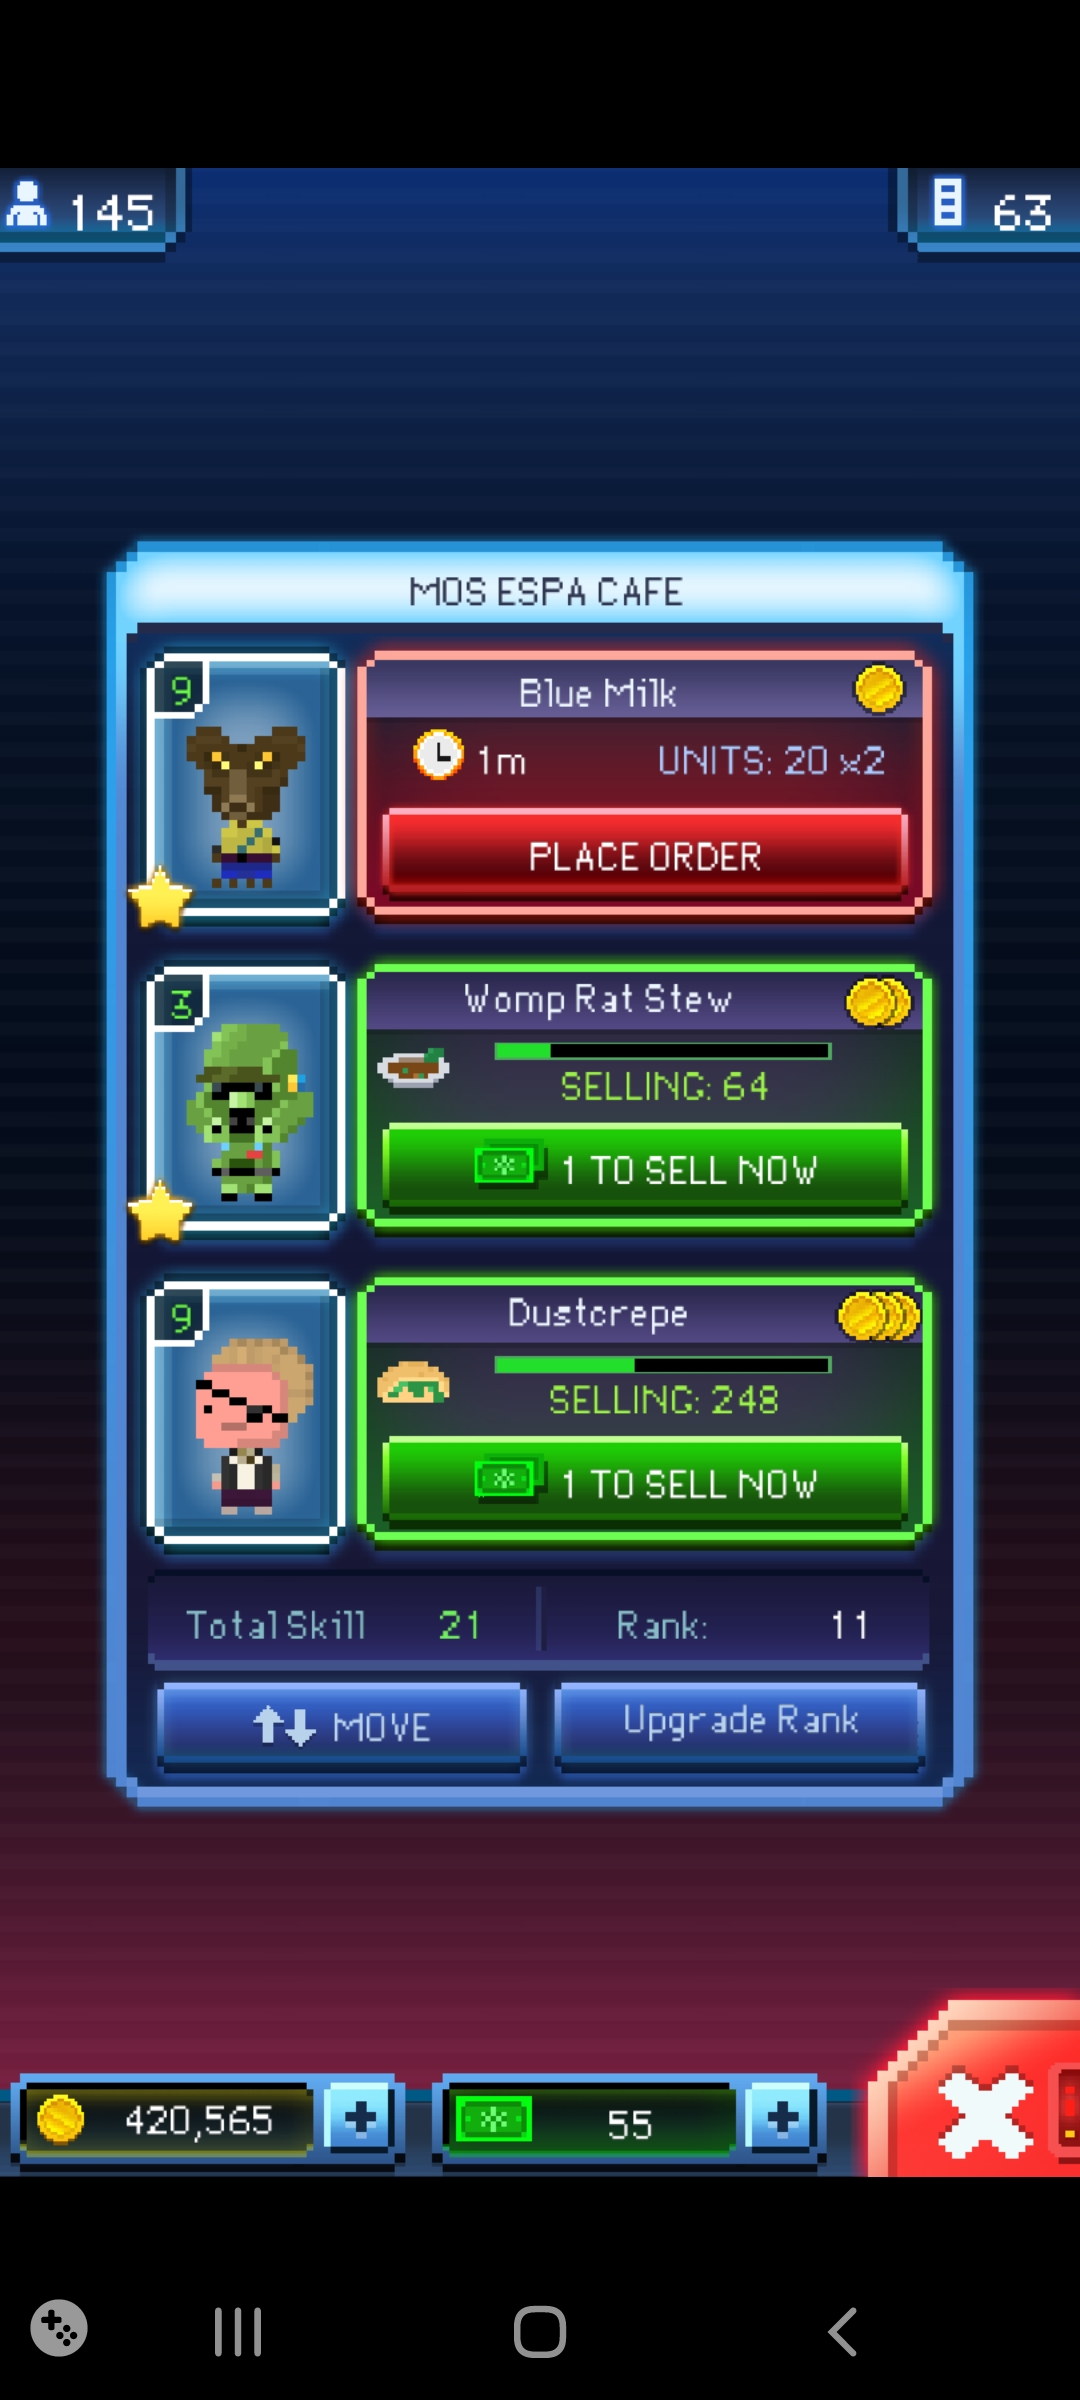 145
63
MOS ESPA CAFE
9
Blue Milk
1m
UNITS: 20 x2
PLACE ORDER
3
Womp Rat Stew
SELLING: 64
1 TO SELL NOW
9
Dustcrepe
SELLING: 248
1 TO SELL NOW
Total Skill 21
Rank: 11
MOVE
Upgrade Rank
420,565
55